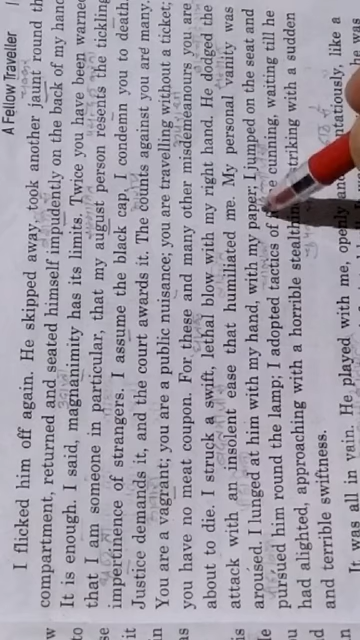 A Fellow Traveller
I flicked him off again. He skipped away, took another jaunt round th
compartment, returned and seated himself impudently on the back of my hand
It is enough. I said, magnanimity has its limits. Twice you have been warned
that I am someone in particular, that my august person resents the tickling
impertinence of strangers. I assume the black cap, I condemn you to death
Justice demands it, and the court awards it. The counts against you are many.
You are a vagrant; you are a public nuisance; you are travelling without a ticket;
you have no meat coupon. For these and many other misdemeanours you are
about to die. I struck a swift, lethal blow with my right hand. He dodged the
attack with an insolent ease that humiliated me. My personal vanity was
aroused. I lunged at him with my hand, with my paper; I jumped on the seat and
pursued him round the lamp; I adopted tactics of cunning, waiting till he
had alighted, approaching with a horrible striking with a sudden
and terrible swiftness.
It was all in vain. He played with me, openly like a